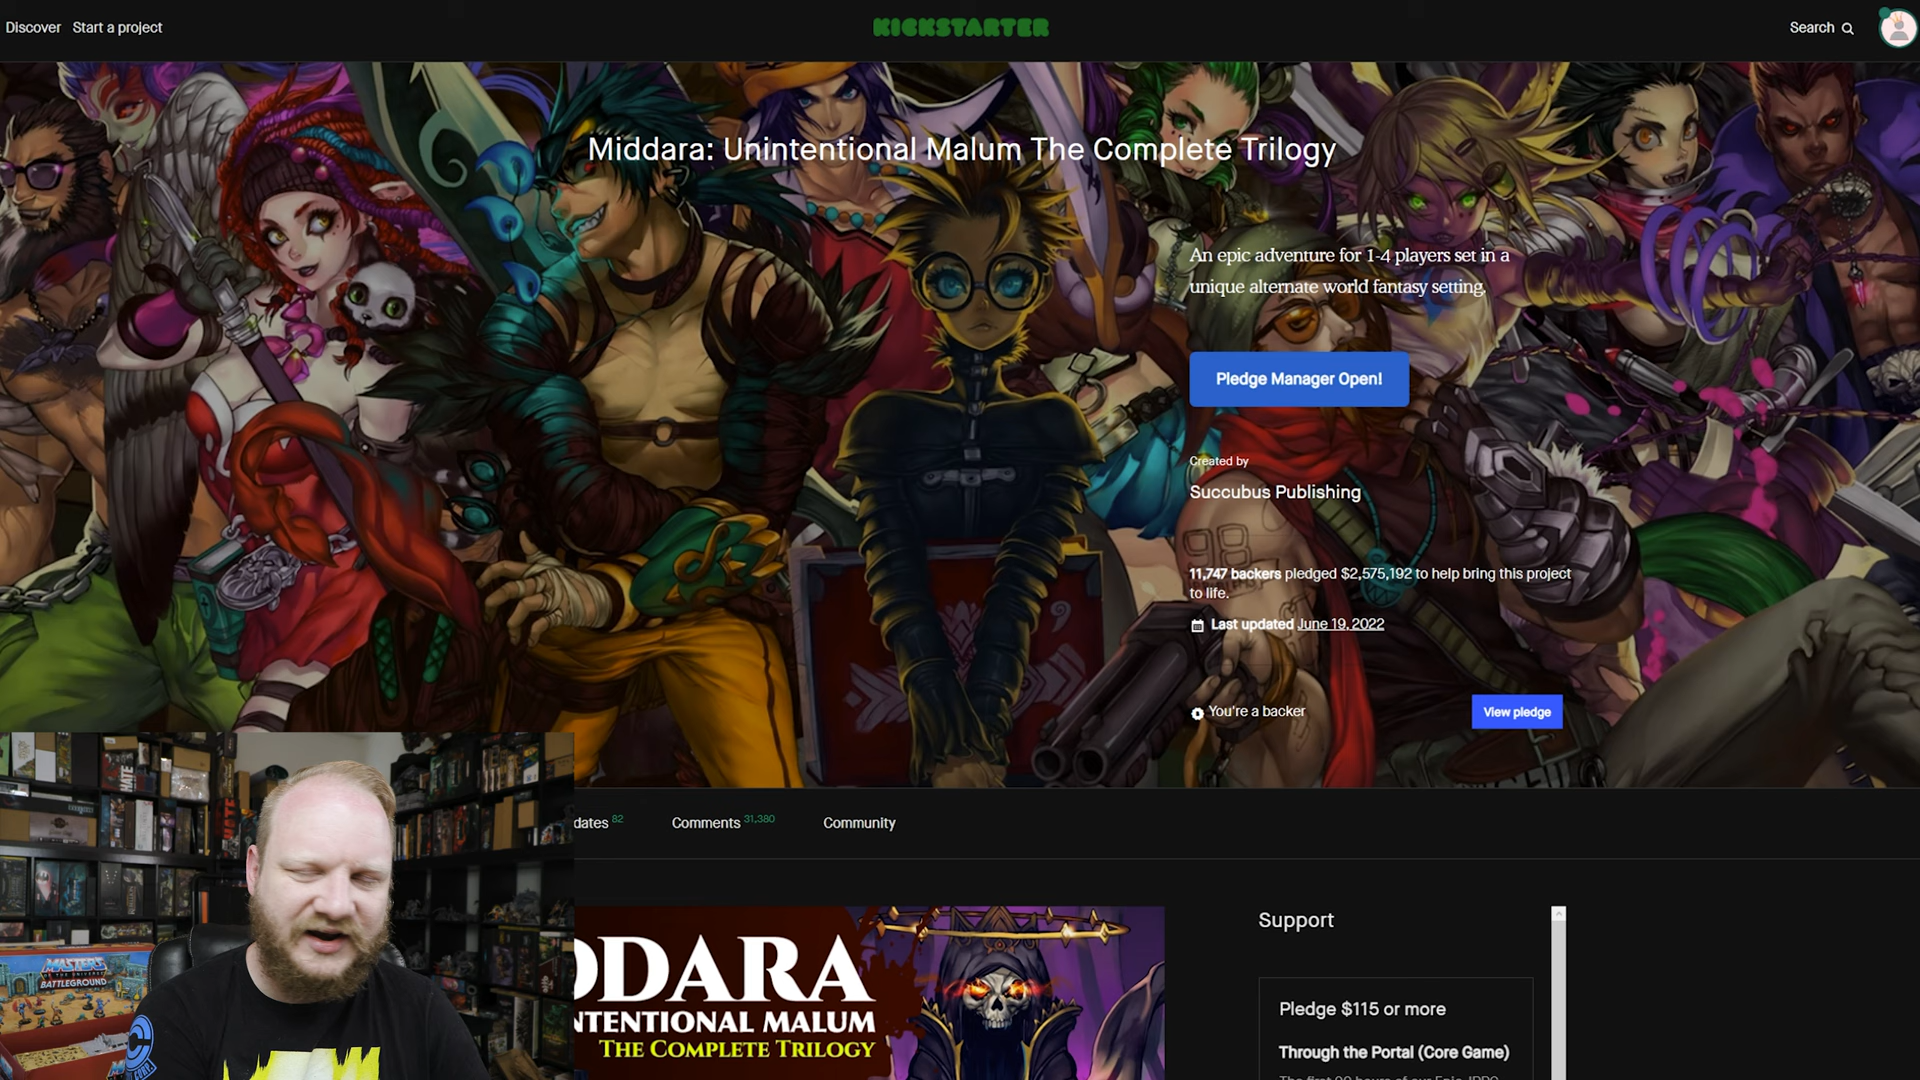 Discover Start a project
KICKSTARTER
Search
Middara: Unintentional Malum The Complete Trilogy
An epic adventure for 1-4 players set in a
unique alternate world fantasy setting.
Pledge Manager Open!
Created by
Succubus Publishing
98
11,747 backers pledged $2,575,192 to help bring this project
to life.
Last updated June 19, 2022
You're a backer
View pledge
dates 82
Comments 31,380
Community
DDARA
NTENTIONAL MALUM
THE COMPLETE TRILOGY
Support
Pledge $115 or more
Through the Portal (Core Game)
MASTERS
OF THE UNIVERSE
BATTLEGROUND